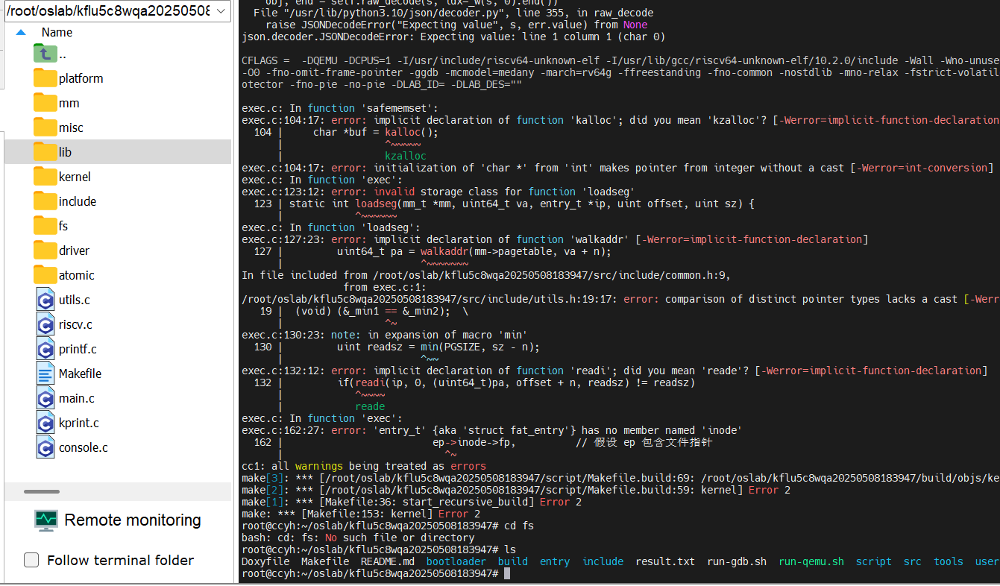 /root/oslab/kflu5c8wqa20250508
Name
..
platform
mm
misc
lib
kernel
include
fs
driver
atomic
utils.c
riscv.c
printf.c
Makefile
main.c
kprint.c
console.c
Remote monitoring
Follow terminal folder
obj, end = self.raw_decode(s, idx=_w(s, 0).end())
File "/usr/lib/python3.10/json/decoder.py", line 355, in raw_decode
raise JSONDecodeError("Expecting value", s, err.value) from None
json.decoder.JSONDecodeError: Expecting value: line 1 column 1 (char 0)
CFLAGS =  -DQEMU -DCPUS=1 -I/usr/include/riscv64-unknown-elf -I/usr/lib/gcc/riscv64-unknown-elf/10.2.0/include -Wall -Wno-unuse
-O0 -fno-omit-frame-pointer -ggdb -mcmodel=medany -march=rv64g -ffreestanding -fno-common -nostdlib -mno-relax -fstrict-volatil
otector -fno-pie -no-pie -DLAB_ID= -DLAB_DES=""
exec.c: In function 'safememset':
exec.c:104:17: error: implicit declaration of function 'kalloc'; did you mean 'kzalloc'? [-Werror=implicit-function-declaration
104 |     char *buf = kalloc();
|                 ^~~~~~
|                 kzalloc
exec.c:104:17: error: initialization of 'char *' from 'int' makes pointer from integer without a cast [-Werror=int-conversion]
exec.c: In function 'exec':
exec.c:123:12: error: invalid storage class for function 'loadseg'
123 | static int loadseg(mm_t *mm, uint64_t va, entry_t *ip, uint offset, uint sz) {
|            ^~~~~~~
exec.c: In function 'loadseg':
exec.c:127:23: error: implicit declaration of function 'walkaddr' [-Werror=implicit-function-declaration]
127 |         uint64_t pa = walkaddr(mm->pagetable, va + n);
|                       ^~~~~~~~
In file included from /root/oslab/kflu5c8wqa20250508183947/src/include/common.h:9,
from exec.c:1:
/root/oslab/kflu5c8wqa20250508183947/src/include/utils.h:19:17: error: comparison of distinct pointer types lacks a cast [-Werr
19 |  (void) (&_min1 == &_min2);  \
|                 ^~
exec.c:130:23: note: in expansion of macro 'min'
130 |         uint readsz = min(PGSIZE, sz - n);
|                       ^~~
exec.c:132:12: error: implicit declaration of function 'readi'; did you mean 'reade'? [-Werror=implicit-function-declaration]
132 |         if(readi(ip, 0, (uint64_t)pa, offset + n, readsz) != readsz)
|            ^~~~~
|            reade
exec.c: In function 'exec':
exec.c:162:27: error: 'entry_t' {aka 'struct fat_entry'} has no member named 'inode'
162 |                         ep->inode->fp,          // 假设 ep 包含文件指针
|                           ^~
cc1: all warnings being treated as errors
make[3]: *** [/root/oslab/kflu5c8wqa20250508183947/script/Makefile.build:69: /root/oslab/kflu5c8wqa20250508183947/build/objs/ke
make[2]: *** [/root/oslab/kflu5c8wqa20250508183947/script/Makefile.build:59: kernel] Error 2
make[1]: *** [Makefile:36: start_recursive_build] Error 2
make: *** [Makefile:153: kernel] Error 2
root@ccyh:~/oslab/kflu5c8wqa20250508183947# cd fs
bash: cd: fs: No such file or directory
root@ccyh:~/oslab/kflu5c8wqa20250508183947# ls
Doxyfile  Makefile  README.md  bootloader  build  entry  include  result.txt  run-gdb.sh  run-qemu.sh  script  src  tools  user
root@ccyh:~/oslab/kflu5c8wqa20250508183947#